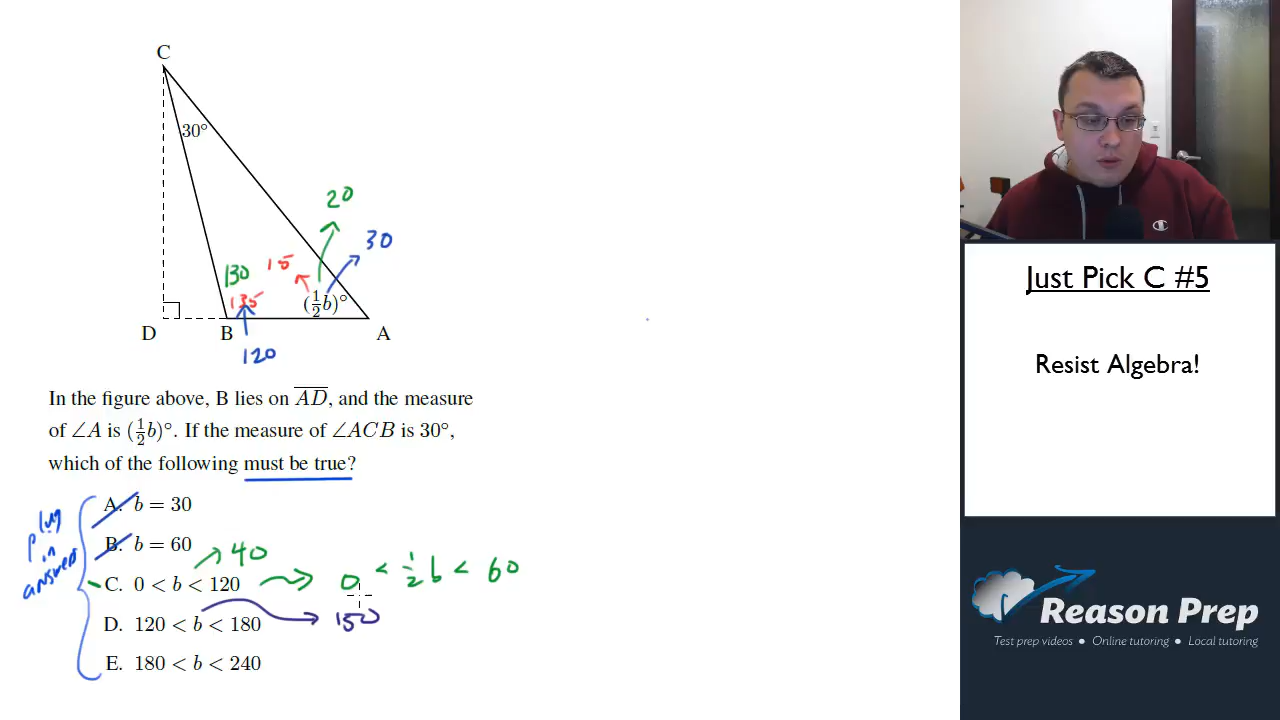 C
30°
20
30
15
130
135
(1/2 b)°
D
B
A
120
In the figure above, B lies on AD, and the measure
of ∠A is (1/2 b)°. If the measure of ∠ACB is 30°,
which of the following must be true?
plug
in
answers
A. b = 30
B. b = 60
40
C. 0 < b < 120
0 < 1/2 b < 60
D. 120 < b < 180
150
E. 180 < b < 240
Just Pick C #5
Resist Algebra!
Reason Prep
Test prep videos • Online tutoring • Local tutoring